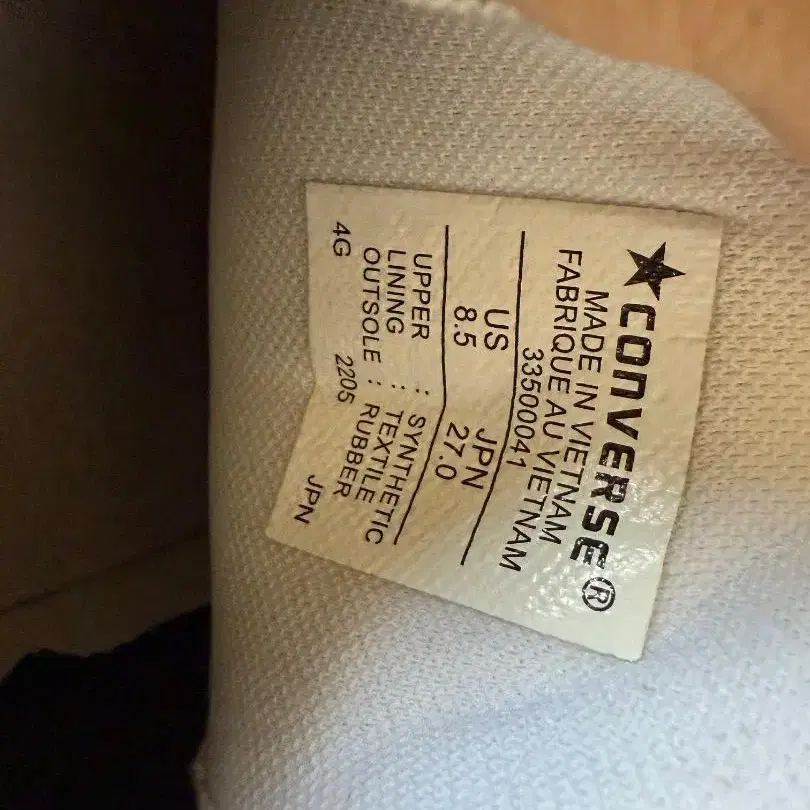 CONVERSE®
MADE IN VIETNAM
FABRIQUE AU VIETNAM
33500041
US JPN
8.5 27.0
UPPER : SYNTHETIC
LINING : TEXTILE
OUTSOLE : RUBBER
4G 2205 JPN